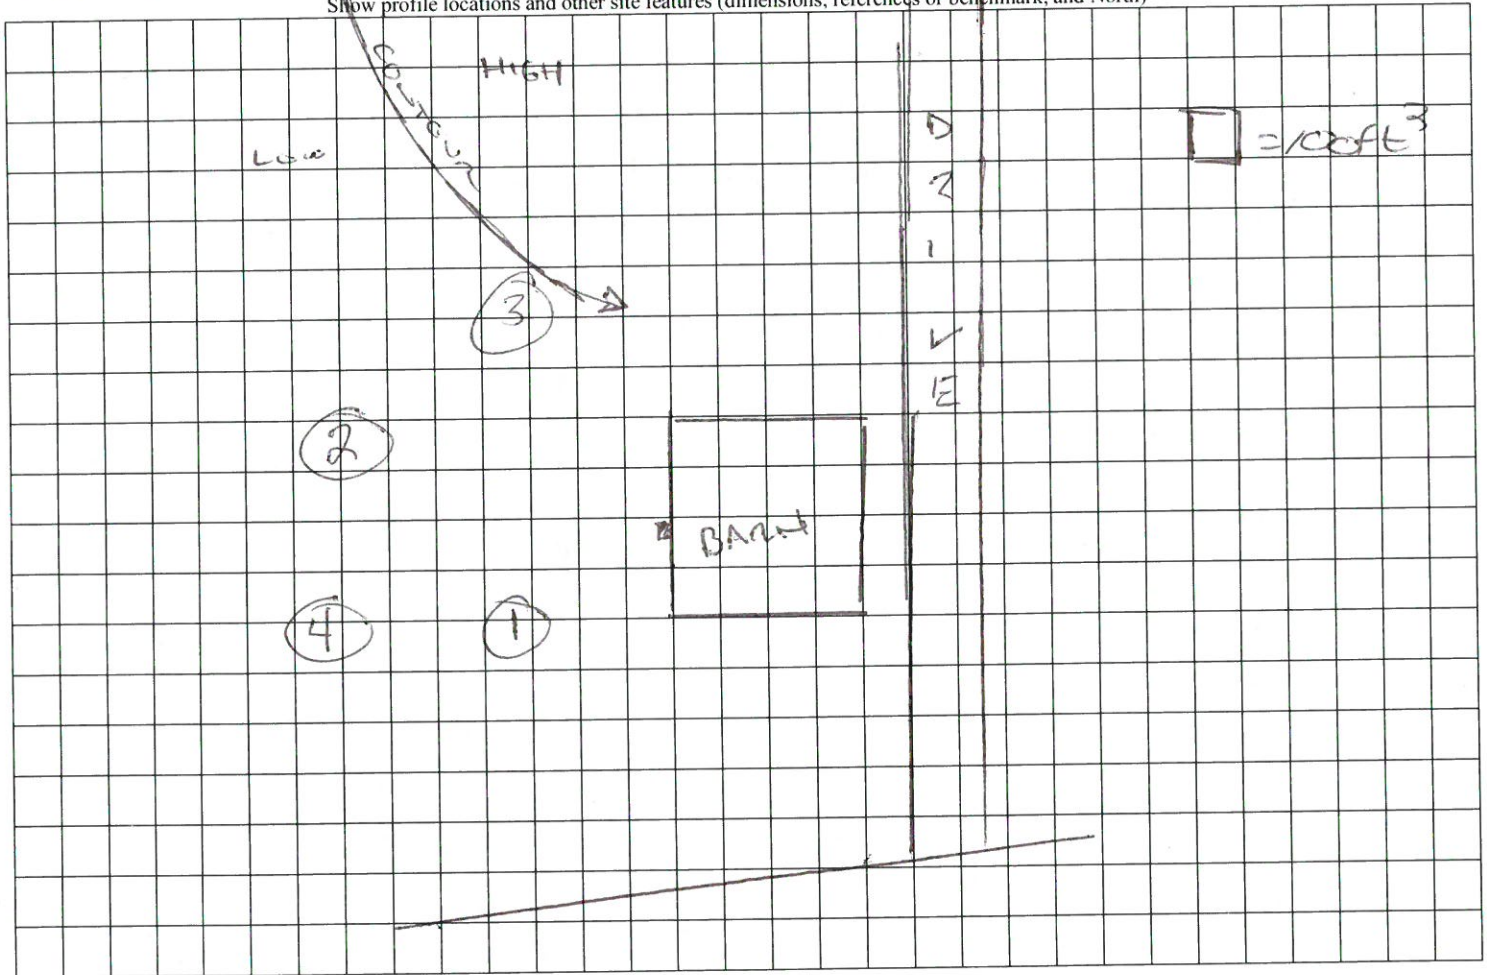 Show profile locations and other site features (dimensions, references or benchmark, and North)
HIGH
CONTOUR
LOW
DRIVE
□ =100ft³
3
2
BARN
4
1